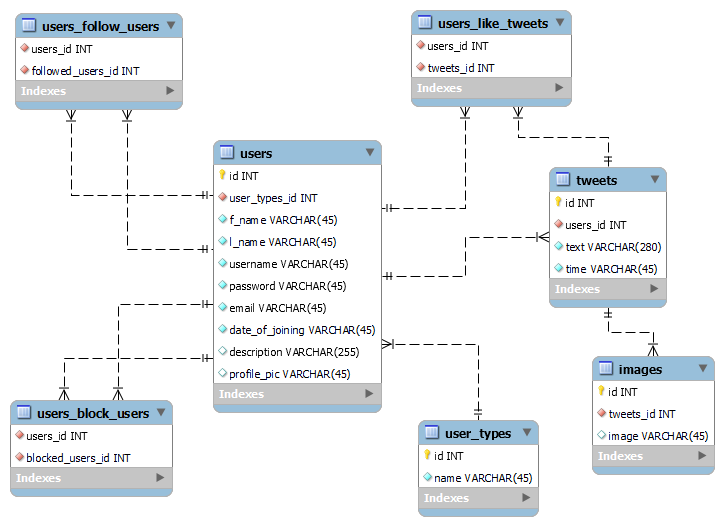 users_follow_users
users_id INT
followed_users_id INT
Indexes
users_like_tweets
users_id INT
tweets_id INT
Indexes
users
id INT
user_types_id INT
f_name VARCHAR(45)
l_name VARCHAR(45)
username VARCHAR(45)
password VARCHAR(45)
email VARCHAR(45)
date_of_joining VARCHAR(45)
description VARCHAR(255)
profile_pic VARCHAR(45)
Indexes
tweets
id INT
users_id INT
text VARCHAR(280)
time VARCHAR(45)
Indexes
images
id INT
tweets_id INT
image VARCHAR(45)
Indexes
users_block_users
users_id INT
blocked_users_id INT
Indexes
user_types
id INT
name VARCHAR(45)
Indexes